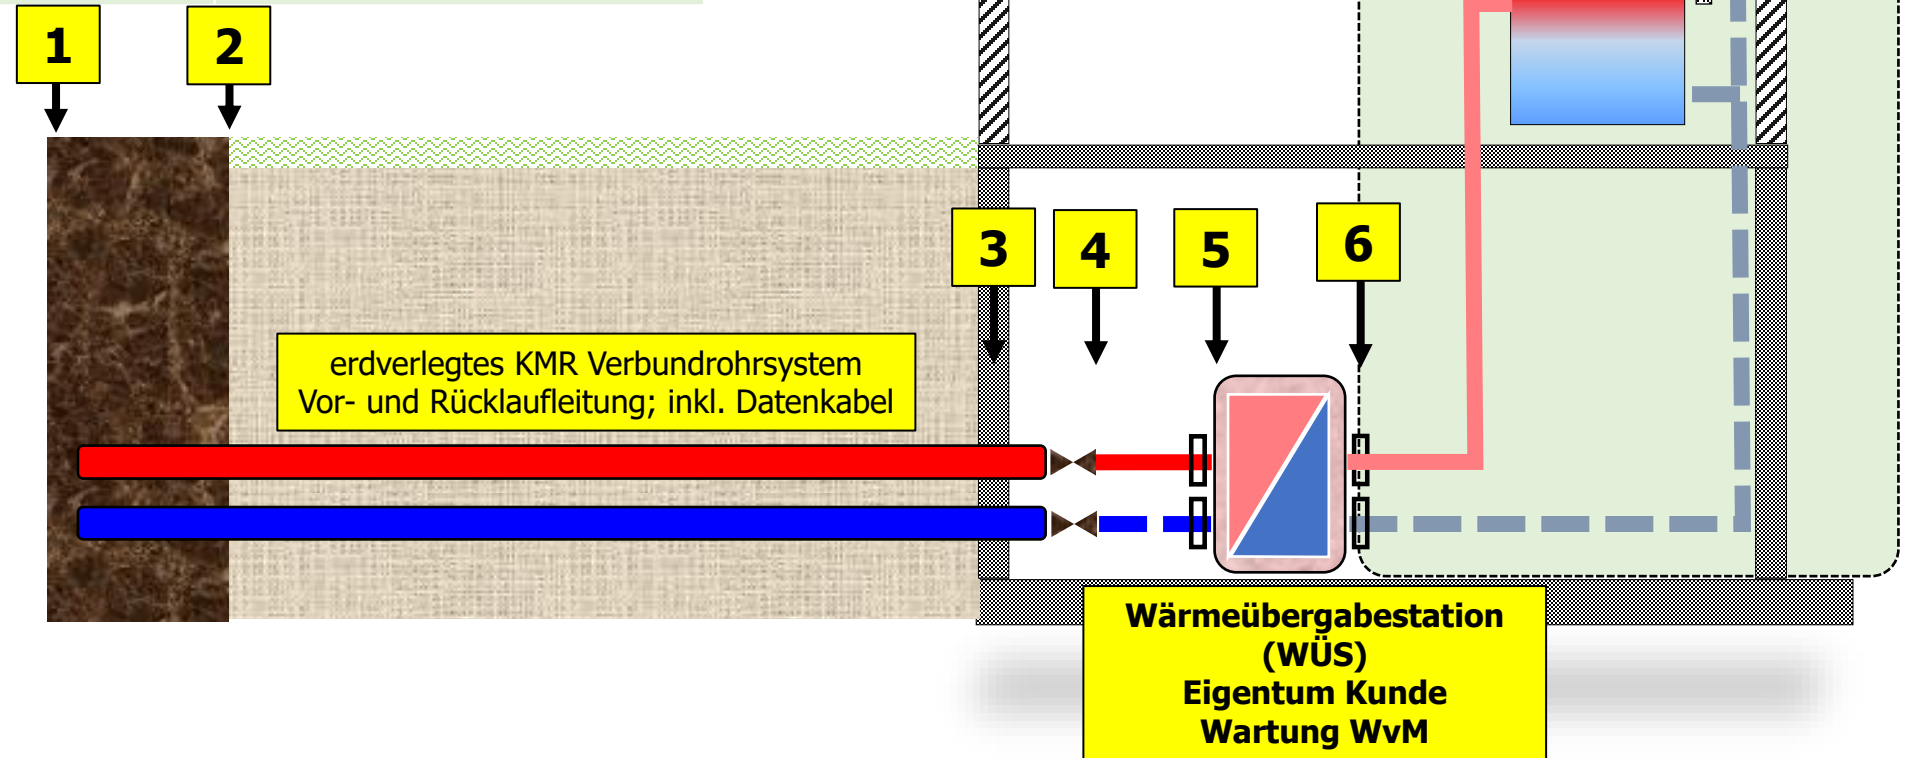 1
2
3
4
5
6
erdverlegtes KMR Verbundrohrsystem
Vor- und Rücklaufleitung; inkl. Datenkabel
Wärmeübergabestation
(WÜS)
Eigentum Kunde
Wartung WvM